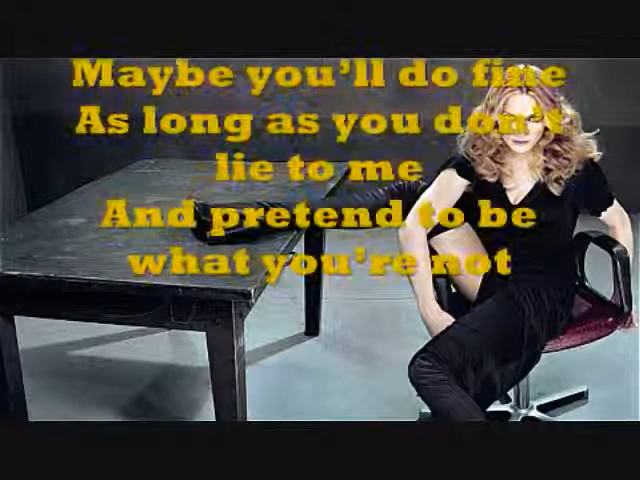 Maybe you'll do fine
As long as you don't
lie to me
And pretend to be
what you're not